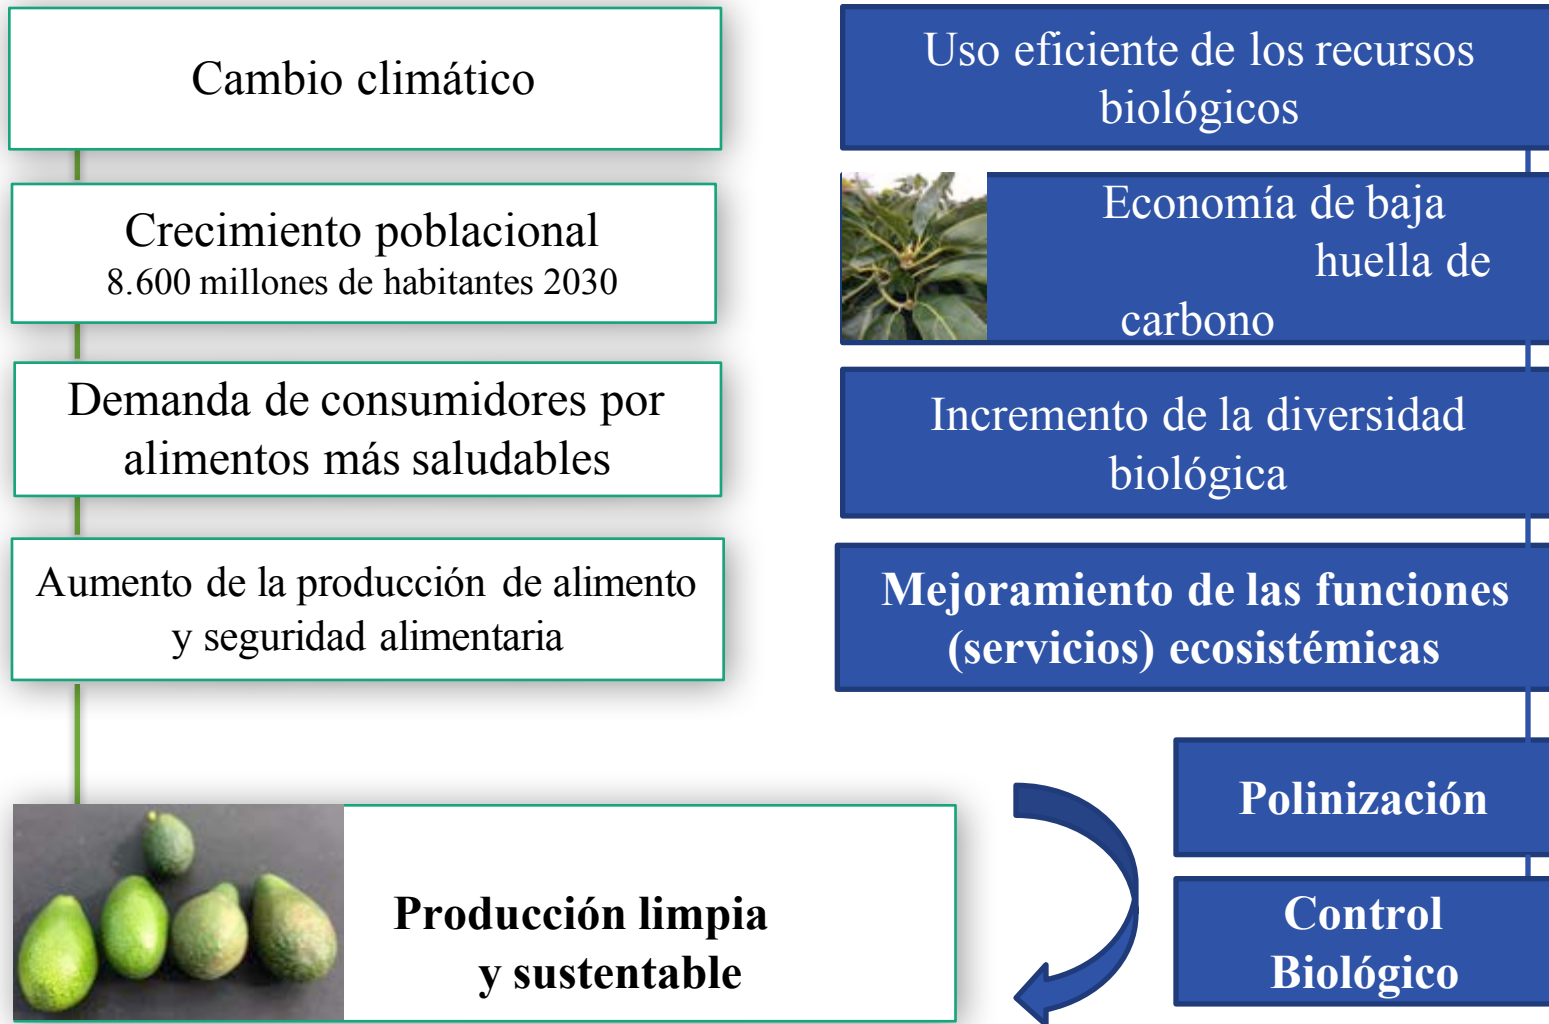 Cambio climático
Crecimiento poblacional
8.600 millones de habitantes 2030
Demanda de consumidores por
alimentos más saludables
Aumento de la producción de alimento
y seguridad alimentaria
Producción limpia
y sustentable
Uso eficiente de los recursos
biológicos
Economía de baja
huella de
carbono
Incremento de la diversidad
biológica
Mejoramiento de las funciones
(servicios) ecosistémicas
Polinización
Control
Biológico